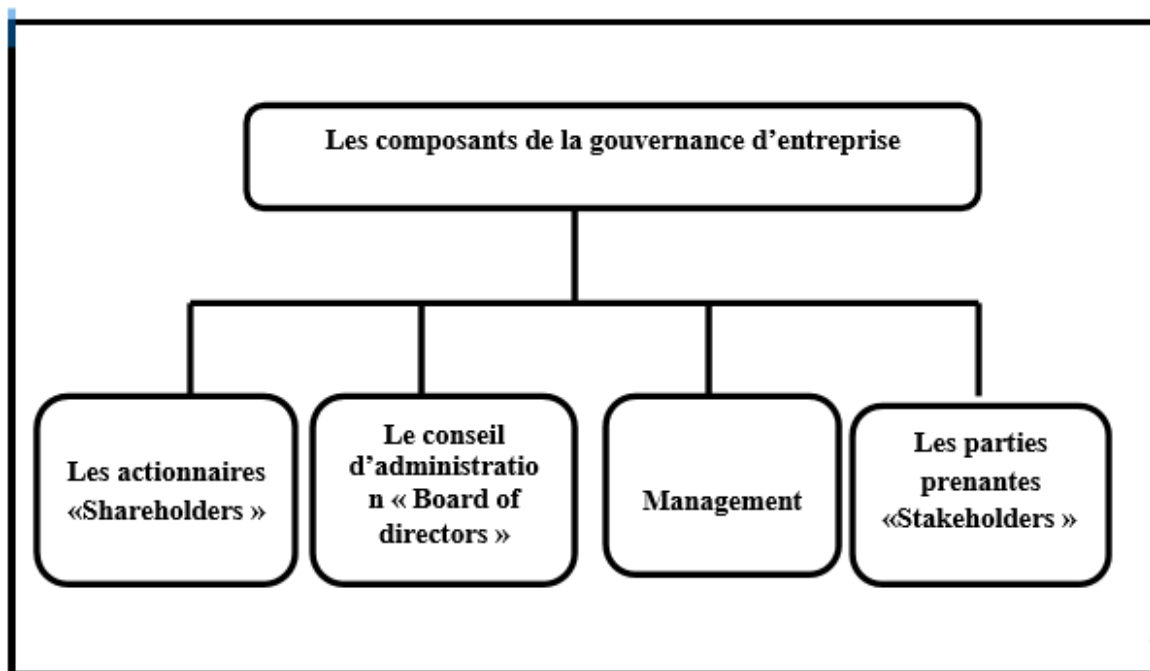 Les composants de la gouvernance d’entreprise
Les actionnaires
«Shareholders »
Le conseil
d’administratio
n « Board of
directors »
Management
Les parties
prenantes
«Stakeholders »